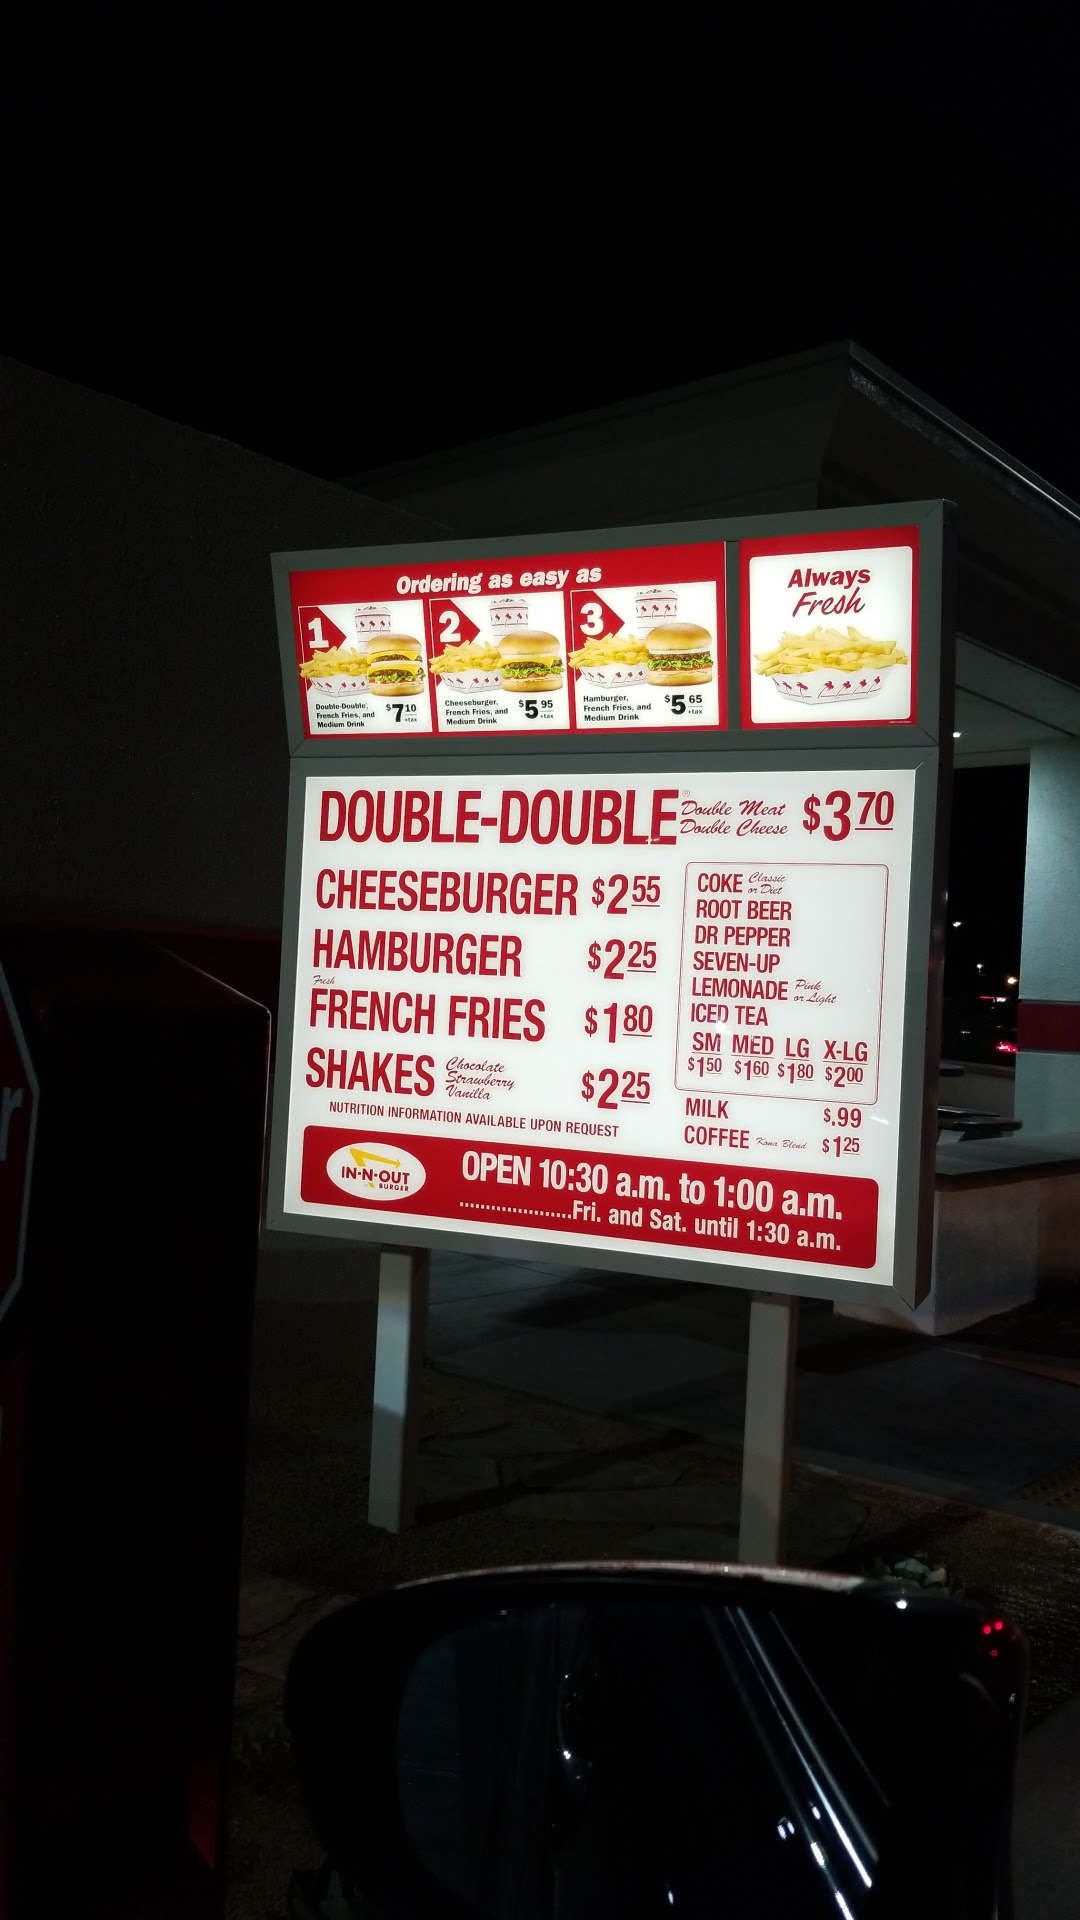 Ordering as easy as
1
Double-Double,
French Fries, and
Medium Drink
$7.10
+tax
2
Cheeseburger,
French Fries, and
Medium Drink
$5.95
+tax
3
Hamburger,
French Fries, and
Medium Drink
$5.65
+tax
Always
Fresh
DOUBLE-DOUBLE® Double Meat Double Cheese $3 70
CHEESEBURGER $2 55
HAMBURGER $2 25
Fresh
FRENCH FRIES $1 80
SHAKES Chocolate Strawberry Vanilla $2 25
NUTRITION INFORMATION AVAILABLE UPON REQUEST
COKE Classic or Diet
ROOT BEER
DR PEPPER
SEVEN-UP
LEMONADE Pink or Light
ICED TEA
SM MED LG X-LG
$1 50 $1 60 $1 80 $2 00
MILK $.99
COFFEE Kona Blend $1 25
IN-N-OUT
BURGER
OPEN 10:30 a.m. to 1:00 a.m.
.....................Fri. and Sat. until 1:30 a.m.
r